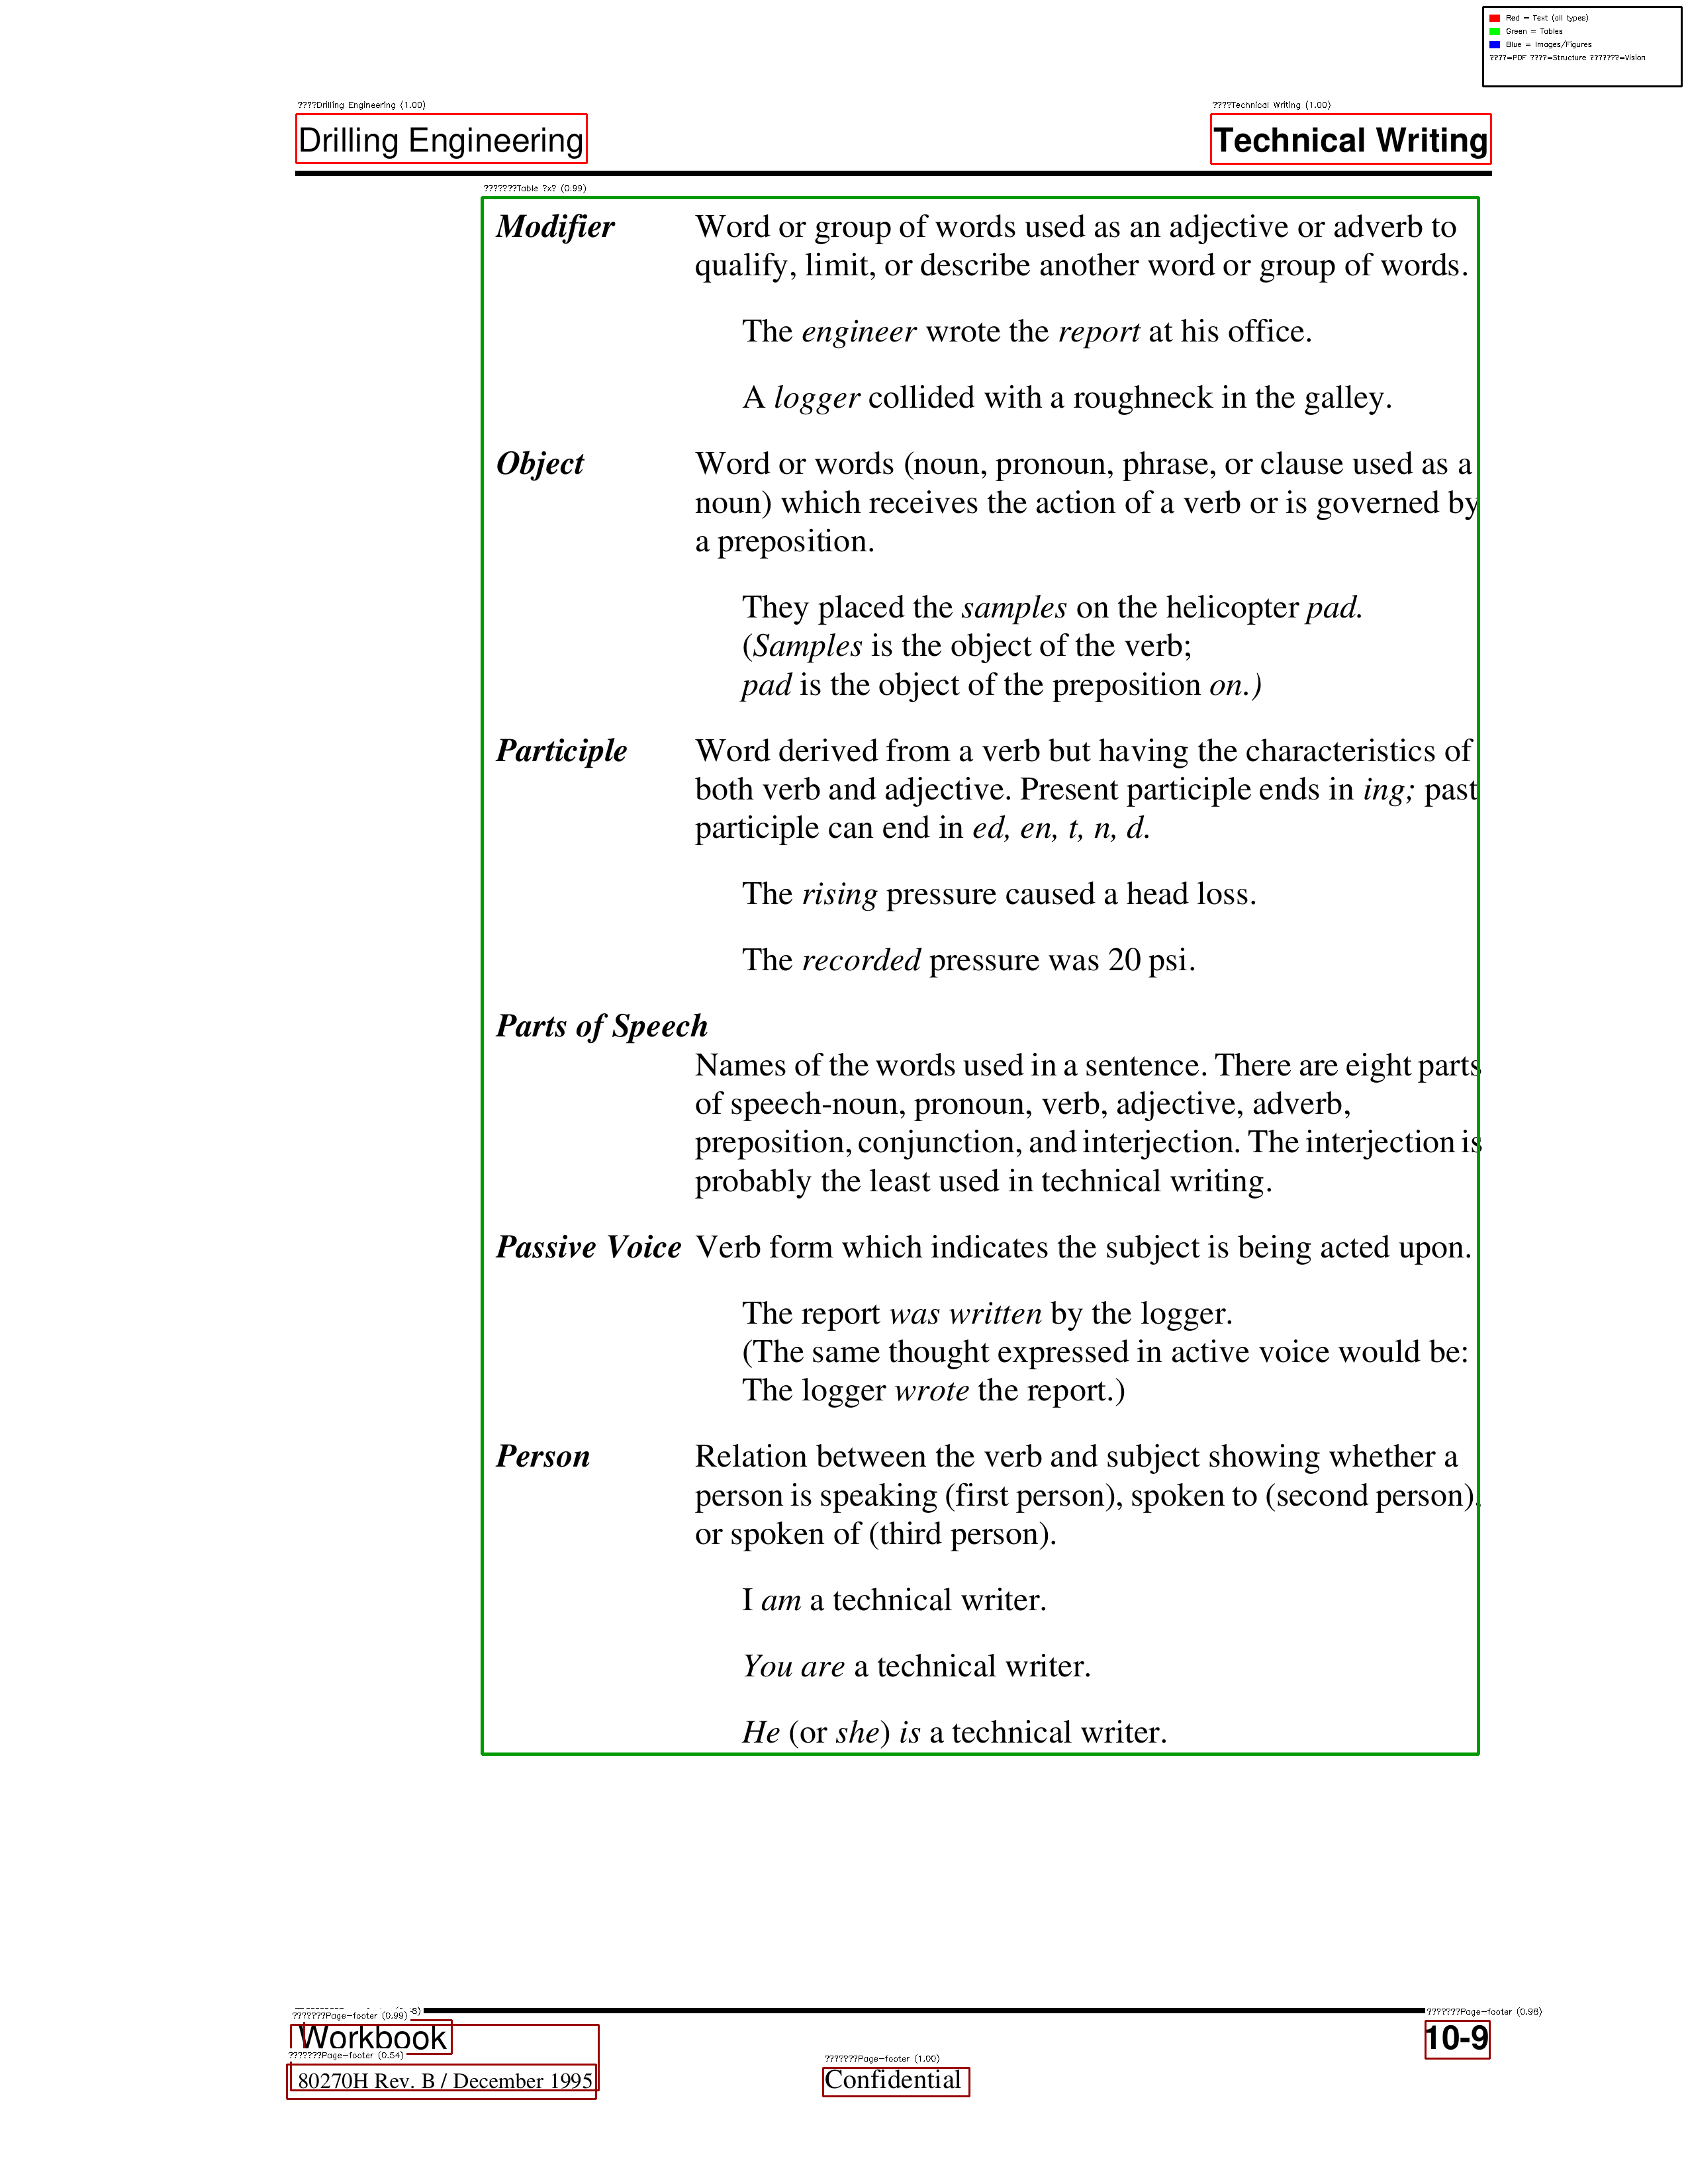 Red = Text (all types)
Green = Tables
Blue = Images/Figures
????=PDF ????=Structure ???????=Vision
????Drilling Engineering (1.00)
????Technical Writing (1.00)
Drilling Engineering
Technical Writing
???????Table ?x? (0.99)
Modifier Word or group of words used as an adjective or adverb to
qualify, limit, or describe another word or group of words.
The engineer wrote the report at his office.
A logger collided with a roughneck in the galley.
Object Word or words (noun, pronoun, phrase, or clause used as a
noun) which receives the action of a verb or is governed by
a preposition.
They placed the samples on the helicopter pad.
(Samples is the object of the verb;
pad is the object of the preposition on.)
Participle Word derived from a verb but having the characteristics of
both verb and adjective. Present participle ends in ing; past
participle can end in ed, en, t, n, d.
The rising pressure caused a head loss.
The recorded pressure was 20 psi.
Parts of Speech
Names of the words used in a sentence. There are eight parts
of speech-noun, pronoun, verb, adjective, adverb,
preposition, conjunction, and interjection. The interjection is
probably the least used in technical writing.
Passive Voice Verb form which indicates the subject is being acted upon.
The report was written by the logger.
(The same thought expressed in active voice would be:
The logger wrote the report.)
Person Relation between the verb and subject showing whether a
person is speaking (first person), spoken to (second person),
or spoken of (third person).
I am a technical writer.
You are a technical writer.
He (or she) is a technical writer.
???????Page-footer (0.99)
???????Page-footer (0.98)
Workbook
10-9
???????Page-footer (0.54)
???????Page-footer (1.00)
80270H Rev. B / December 1995
Confidential